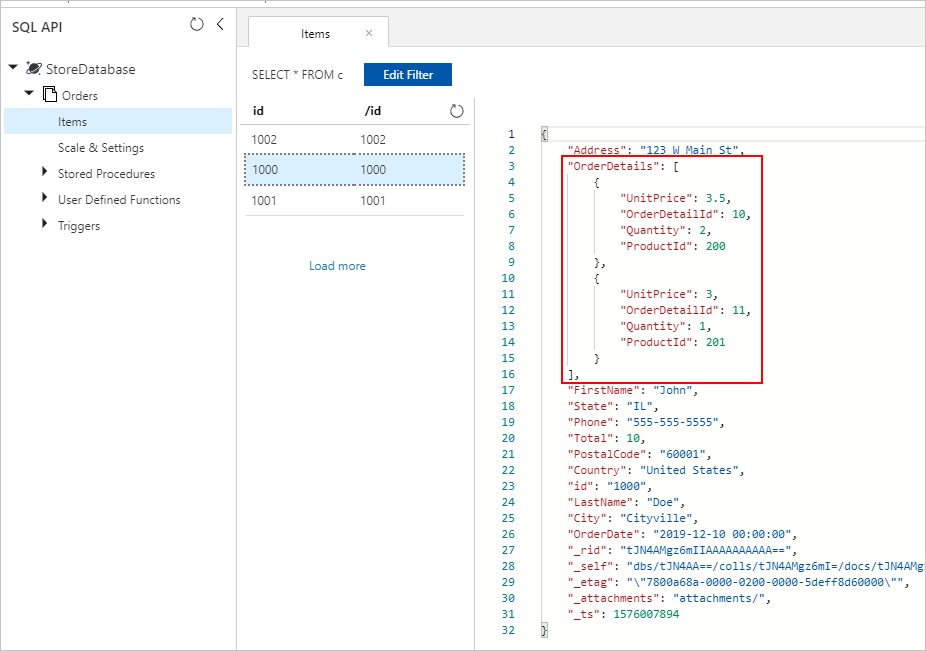 SQL API
StoreDatabase
Orders
Items
Scale & Settings
Stored Procedures
User Defined Functions
Triggers
Items ×
SELECT * FROM c Edit Filter
id /id
1002 1002
1000 1000
1001 1001
Load more
1 {
2 "Address": "123 W Main St",
3 "OrderDetails": [
4 {
5 "UnitPrice": 3.5,
6 "OrderDetailId": 10,
7 "Quantity": 2,
8 "ProductId": 200
9 },
10 {
11 "UnitPrice": 3,
12 "OrderDetailId": 11,
13 "Quantity": 1,
14 "ProductId": 201
15 }
16 ],
17 "FirstName": "John",
18 "State": "IL",
19 "Phone": "555-555-5555",
20 "Total": 10,
21 "PostalCode": "60001",
22 "Country": "United States",
23 "id": "1000",
24 "LastName": "Doe",
25 "City": "Cityville",
26 "OrderDate": "2019-12-10 00:00:00",
27 "_rid": "tJN4AMgz6mIIAAAAAAAAAA==",
28 "_self": "dbs/tJN4AA==/colls/tJN4AMgz6mI=/docs/tJN4AMgz
29 "_etag": "\"7800a68a-0000-0200-0000-5deff8d60000\"",
30 "_attachments": "attachments/",
31 "_ts": 1576007894
32 }